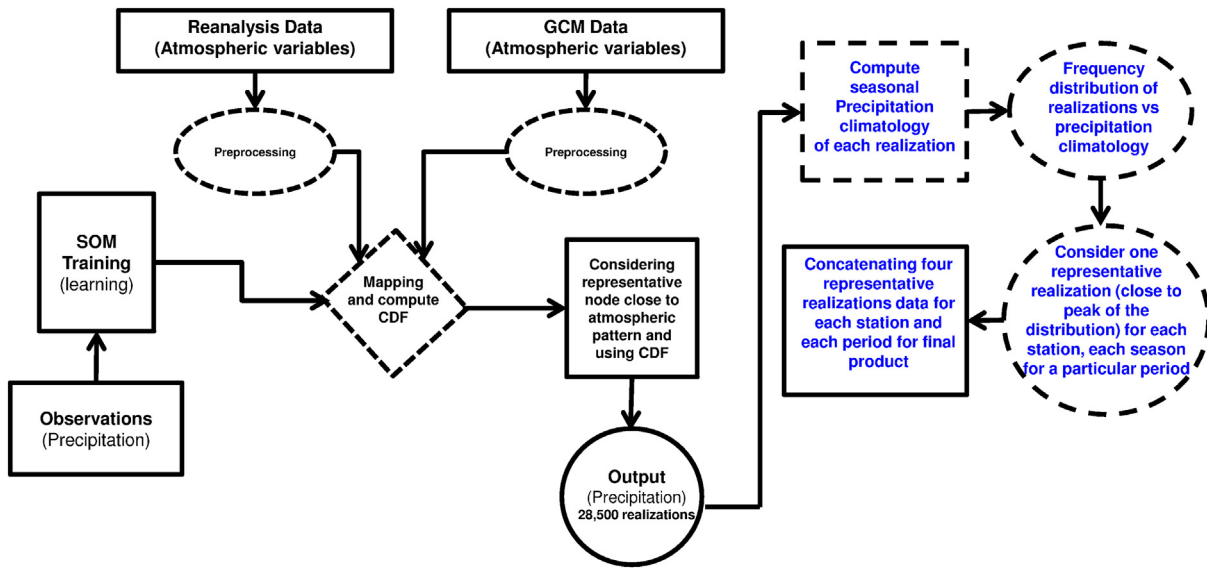 Reanalysis Data
(Atmospheric variables)
GCM Data
(Atmospheric variables)
Preprocessing
Preprocessing
SOM
Training
(learning)
Observations
(Precipitation)
Mapping
and compute
CDF
Considering
representative
node close to
atmospheric
pattern and
using CDF
Output
(Precipitation)
28,500 realizations
Compute
seasonal
Precipitation
climatology
of each realization
Frequency
distribution of
realizations vs
precipitation
climatology
Consider one
representative
realization (close to
peak of the
distribution) for each
station, each season
for a particular period
Concatenating four
representative
realizations data for
each station and
each period for final
product